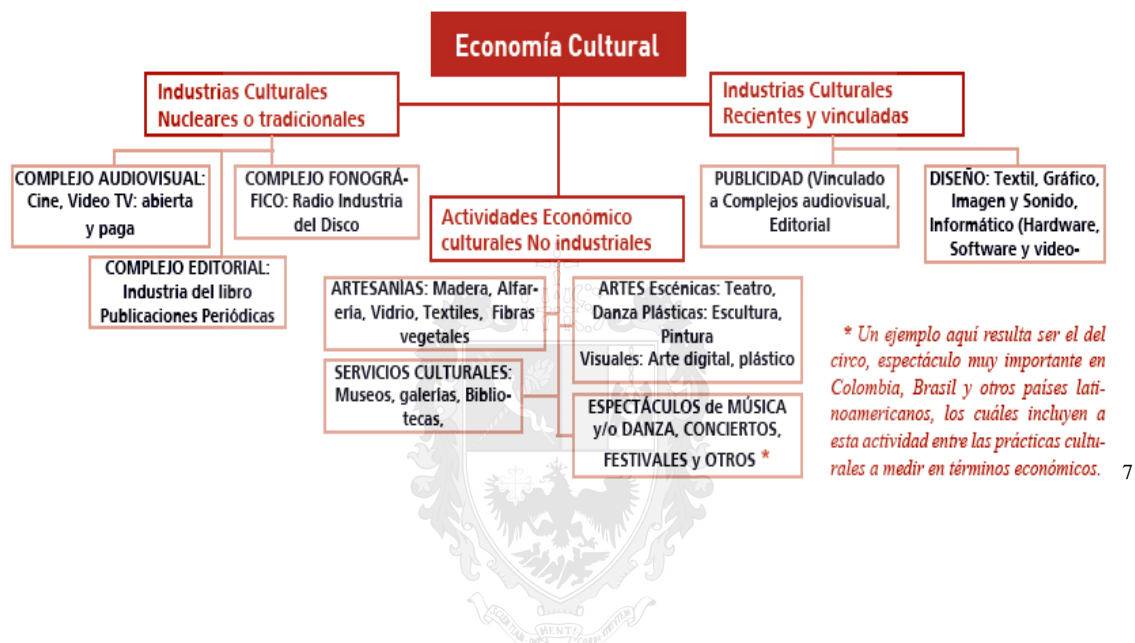 Economía Cultural
Industrias Culturales
Nucleares o tradicionales
Industrias Culturales
Recientes y vinculadas
COMPLEJO AUDIOVISUAL:
Cine, Video TV: abierta
y paga
COMPLEJO FONOGRÁ-
FICO: Radio Industria
del Disco
COMPLEJO EDITORIAL:
Industria del libro
Publicaciones Periódicas
Actividades Económico
culturales No industriales
PUBLICIDAD (Vinculado
a Complejos audiovisual,
Editorial
DISEÑO: Textil, Gráfico,
Imagen y Sonido,
Informático (Hardware,
Software y video-
ARTESANÍAS: Madera, Alfar-
ería, Vidrio, Textiles, Fibras
vegetales
SERVICIOS CULTURALES:
Museos, galerías, Biblio-
tecas,
ARTES Escénicas: Teatro,
Danza Plásticas: Escultura,
Pintura
Visuales: Arte digital, plástico
ESPECTÁCULOS de MÚSICA
y/o DANZA, CONCIERTOS,
FESTIVALES y OTROS *
* Un ejemplo aquí resulta ser el del
circo, espectáculo muy importante en
Colombia, Brasil y otros países lati-
noamericanos, los cuáles incluyen a
esta actividad entre las prácticas cultu-
rales a medir en términos económicos.
7
MENTI